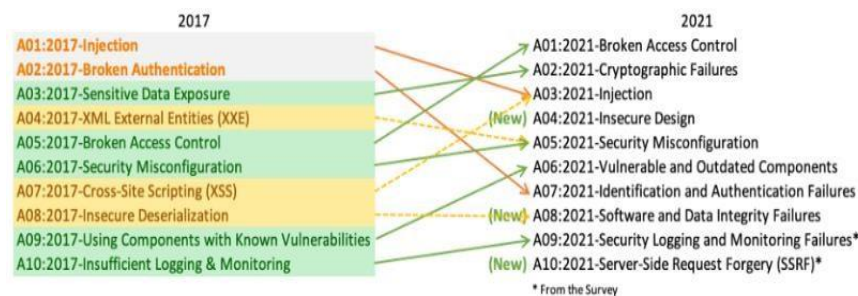 2017
2021
A01:2017-Injection
A02:2017-Broken Authentication
A03:2017-Sensitive Data Exposure
A04:2017-XML External Entities (XXE)
A05:2017-Broken Access Control
A06:2017-Security Misconfiguration
A07:2017-Cross-Site Scripting (XSS)
A08:2017-Insecure Deserialization
A09:2017-Using Components with Known Vulnerabilities
A10:2017-Insufficient Logging & Monitoring
A01:2021-Broken Access Control
A02:2021-Cryptographic Failures
A03:2021-Injection
(New) A04:2021-Insecure Design
A05:2021-Security Misconfiguration
A06:2021-Vulnerable and Outdated Components
A07:2021-Identification and Authentication Failures
(New) A08:2021-Software and Data Integrity Failures
A09:2021-Security Logging and Monitoring Failures*
(New) A10:2021-Server-Side Request Forgery (SSRF)*
* From the Survey